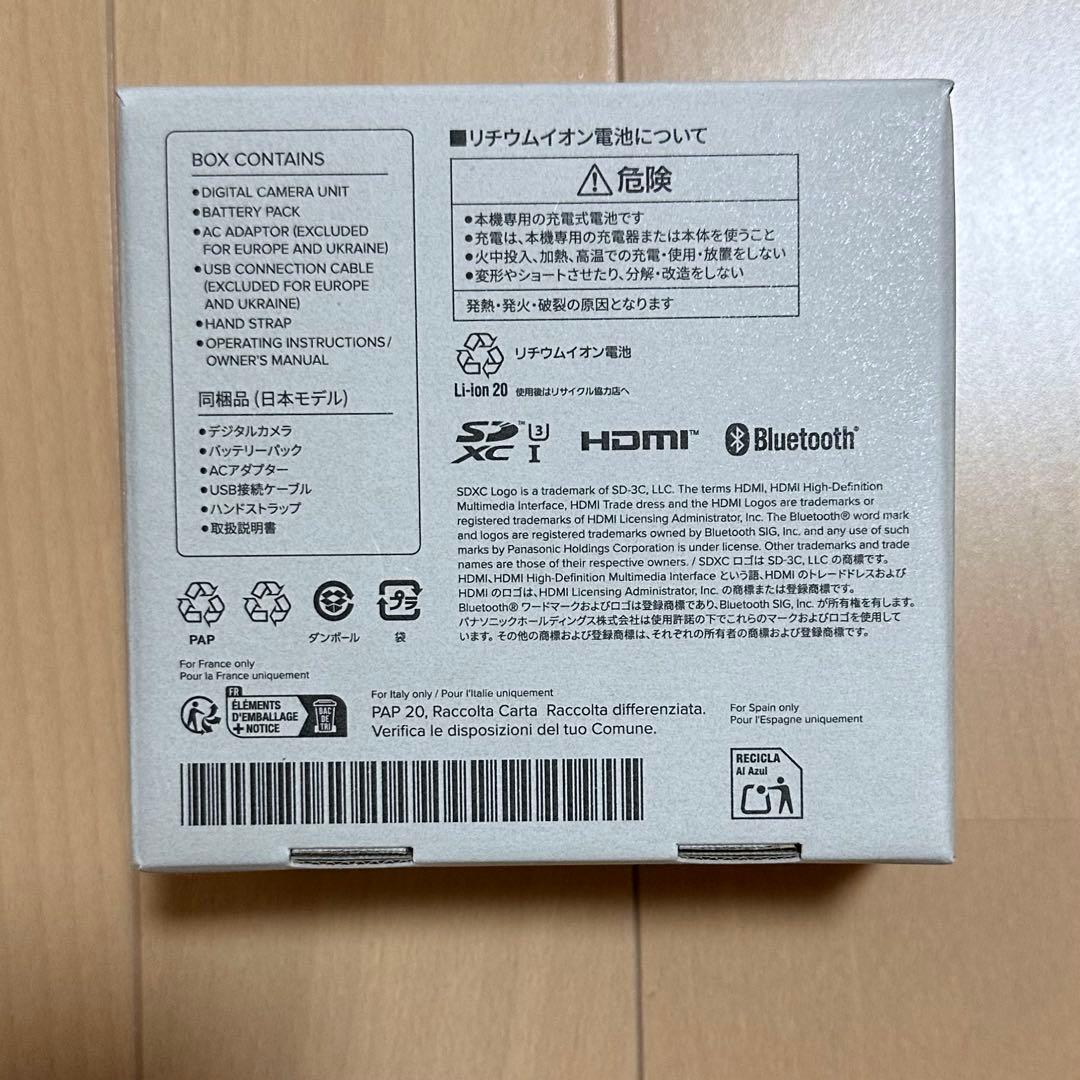 BOX CONTAINS
●DIGITAL CAMERA UNIT
●BATTERY PACK
●AC ADAPTOR (EXCLUDED
FOR EUROPE AND UKRAINE)
●USB CONNECTION CABLE
(EXCLUDED FOR EUROPE
AND UKRAINE)
●HAND STRAP
●OPERATING INSTRUCTIONS/
OWNER'S MANUAL
同梱品 (日本モデル)
●デジタルカメラ
●バッテリーパック
●ACアダプター
●USB接続ケーブル
●ハンドストラップ
●取扱説明書
■リチウムイオン電池について
危険
●本機専用の充電式電池です
●充電は、本機専用の充電器または本体を使うこと
●火中投入、加熱、高温での充電・使用・放置をしない
●変形やショートさせたり、分解・改造をしない
発熱・発火・破裂の原因となります
リチウムイオン電池
Li-ion 20 使用後はリサイクル協力店へ
SDXC™ U3 I HDMI™ Bluetooth®
SDXC Logo is a trademark of SD-3C, LLC. The terms HDMI, HDMI High-Definition
Multimedia Interface, HDMI Trade dress and the HDMI Logos are trademarks or
registered trademarks of HDMI Licensing Administrator, Inc. The Bluetooth® word mark
and logos are registered trademarks owned by Bluetooth SIG, Inc. and any use of such
marks by Panasonic Holdings Corporation is under license. Other trademarks and trade
names are those of their respective owners. / SDXC ロゴは SD-3C, LLC の商標です。
HDMI、HDMI High-Definition Multimedia Interface という語、HDMI のトレードドレスおよび
HDMI のロゴは、HDMI Licensing Administrator, Inc. の商標または登録商標です。
Bluetooth® ワードマークおよびロゴは登録商標であり、Bluetooth SIG, Inc. が所有権を有します。
パナソニックホールディングス株式会社は使用許諾の下でこれらのマークおよびロゴを使用して
います。その他の商標および登録商標は、それぞれの所有者の商標および登録商標です。
PAP
ダンボール
プラ
袋
For France only
Pour la France uniquement
FR
ÉLÉMENTS
D'EMBALLAGE
+ NOTICE
BAC
DE
TRI
For Italy only / Pour l'Italie uniquement
PAP 20, Raccolta Carta Raccolta differenziata.
Verifica le disposizioni del tuo Comune.
For Spain only
Pour l'Espagne uniquement
RECICLA
Al Azul